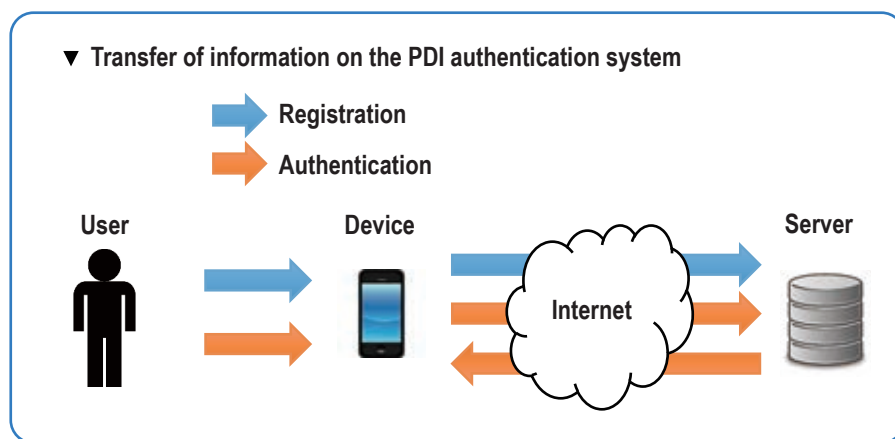 ▼ Transfer of information on the PDI authentication system
Registration
Authentication
User
Device
Server
Internet